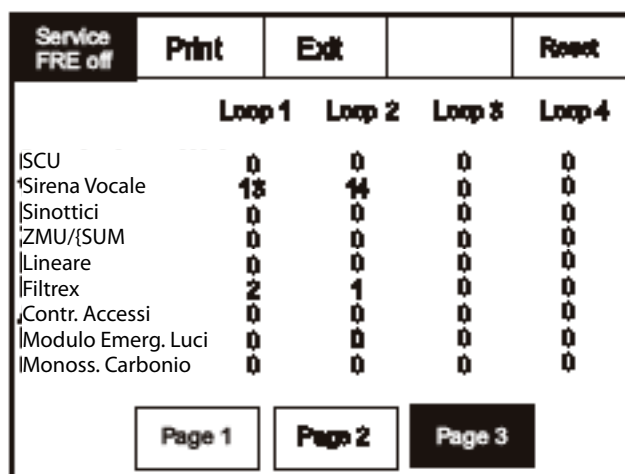 Service FRE off Print Exit Reset
Loop 1 Loop 2 Loop 3 Loop 4
SCU 0 0 0 0
Sirena Vocale 13 14 0 0
Sinottici 0 0 0 0
ZMU/{SUM 0 0 0 0
Lineare 0 0 0 0
Filtrex 2 1 0 0
Contr. Accessi 0 0 0 0
Modulo Emerg. Luci 0 0 0 0
Monoss. Carbonio 0 0 0 0
Page 1 Page 2 Page 3